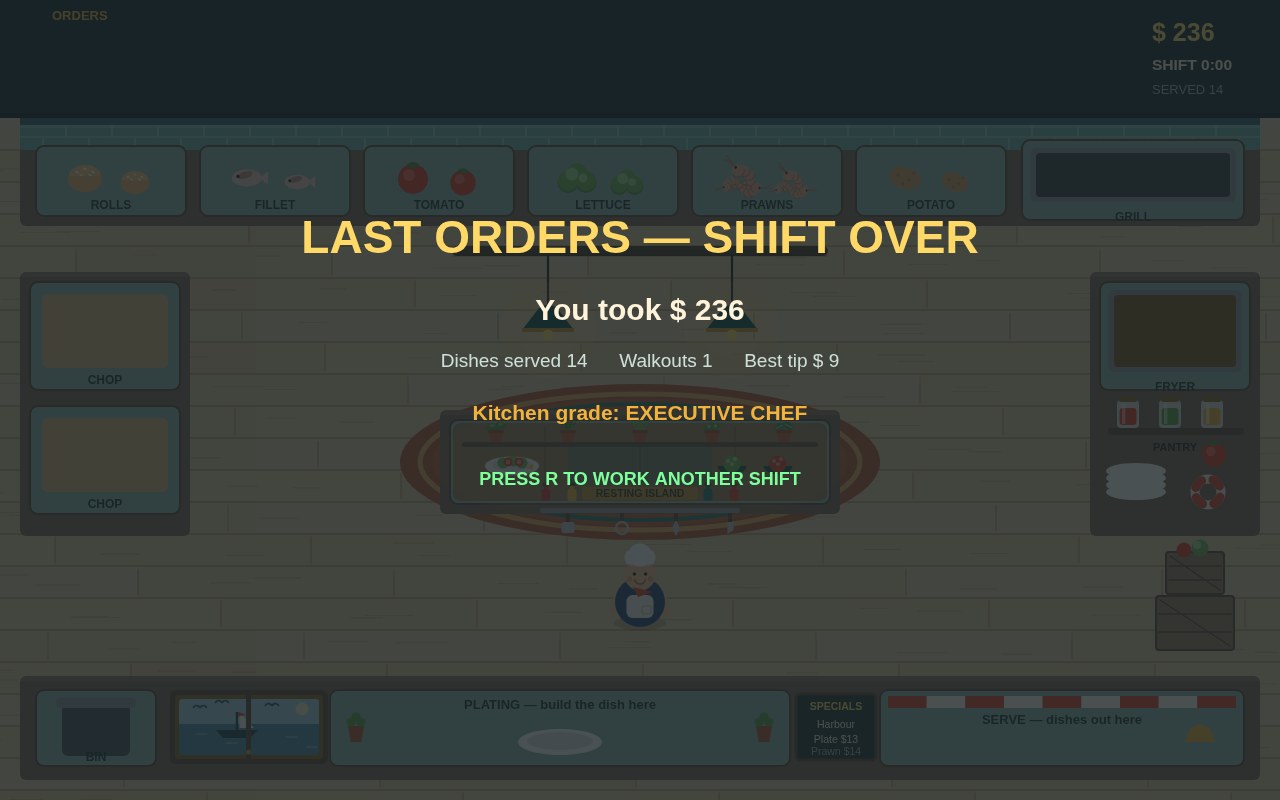 ORDERS
$ 236
SHIFT 0:00
SERVED 14
ROLLS
FILLET
TOMATO
LETTUCE
PRAWNS
POTATO
GRILL
LAST ORDERS — SHIFT OVER
You took $ 236
Dishes served 14 Walkouts 1 Best tip $ 9
CHOP
FRYER
Kitchen grade: EXECUTIVE CHEF
PANTRY
PRESS R TO WORK ANOTHER SHIFT
RESTING ISLAND
CHOP
PLATING — build the dish here
SPECIALS
Harbour
Plate $13
Prawn $14
SERVE — dishes out here
BIN